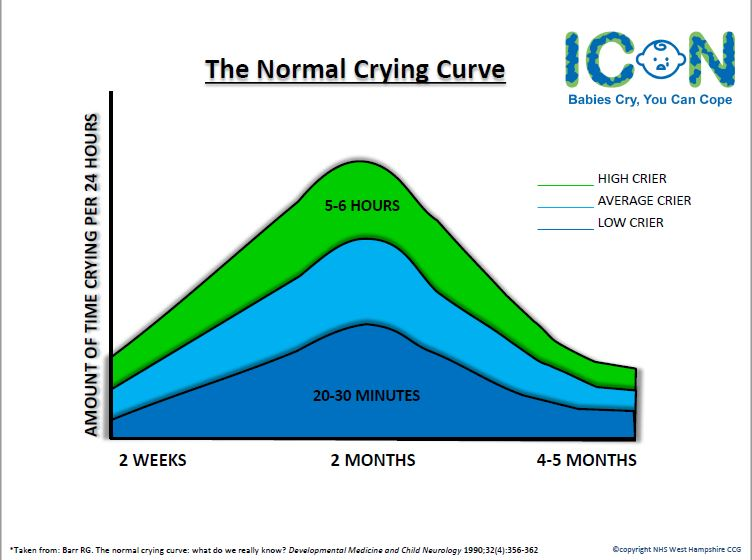 The Normal Crying Curve
ICON
Babies Cry, You Can Cope
AMOUNT OF TIME CRYING PER 24 HOURS
HIGH CRIER
AVERAGE CRIER
LOW CRIER
5-6 HOURS
20-30 MINUTES
2 WEEKS
2 MONTHS
4-5 MONTHS
*Taken from: Barr RG. The normal crying curve: what do we really know? Developmental Medicine and Child Neurology 1990;32(4):356-362
©copyright NHS West Hampshire CCG